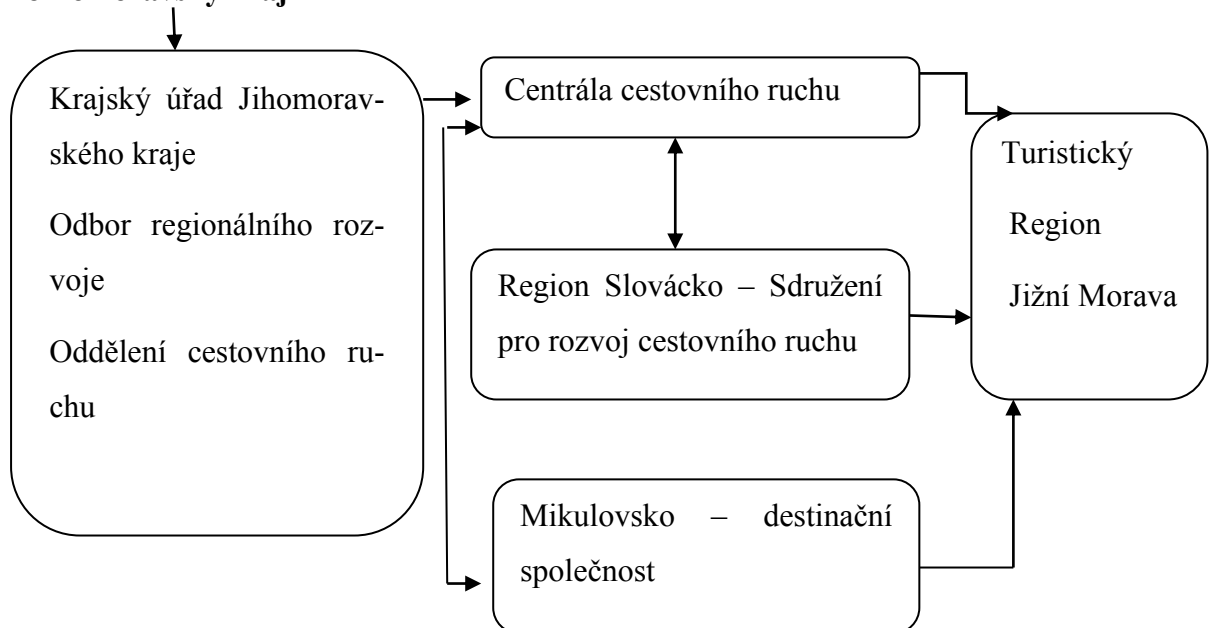 Krajský úřad Jihomorav-
ského kraje
Odbor regionálního roz-
voje
Oddělení cestovního ru-
chu
Centrála cestovního ruchu
Region Slovácko – Sdružení
pro rozvoj cestovního ruchu
Mikulovsko – destinační
společnost
Turistický
Region
Jižní Morava